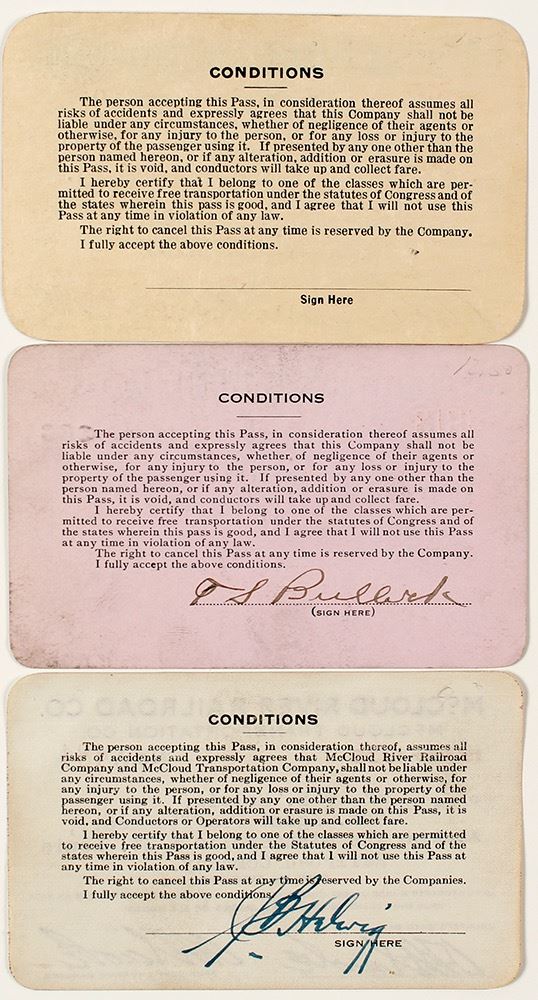 CONDITIONS
The person accepting this Pass, in consideration thereof assumes all
risks of accidents and expressly agrees that this Company shall not be
liable under any circumstances, whether of negligence of their agents or
otherwise, for any injury to the person, or for any loss or injury to the
property of the passenger using it. If presented by any one other than the
person named hereon, or if any alteration, addition or erasure is made on
this Pass, it is void, and conductors will take up and collect fare.
I hereby certify that I belong to one of the classes which are per-
mitted to receive free transportation under the statutes of Congress and of
the states wherein this pass is good, and I agree that I will not use this
Pass at any time in violation of any law.
The right to cancel this Pass at any time is reserved by the Company.
I fully accept the above conditions.
Sign Here
CONDITIONS
The person accepting this Pass, in consideration thereof assumes all
risks of accidents and expressly agrees that this Company shall not be
liable under any circumstances, whether of negligence of their agents or
otherwise, for any injury to the person, or for any loss or injury to the
property of the passenger using it. If presented by any one other than the
person named hereon, or if any alteration, addition or erasure is made on
this Pass, it is void, and conductors will take up and collect fare.
I hereby certify that I belong to one of the classes which are per-
mitted to receive free transportation under the statutes of Congress and of
the states wherein this pass is good, and I agree that I will not use this Pass
at any time in violation of any law.
The right to cancel this Pass at any time is reserved by the Company.
I fully accept the above conditions.
T S Bullock
(SIGN HERE)
McCLOUD RIVER RAILROAD CO
CONDITIONS
The person accepting this Pass, in consideration thereof, assumes all
risks of accidents and expressly agrees that McCloud River Railroad
Company and McCloud Transportation Company, shall not be liable under
any circumstances, whether of negligence of their agents or otherwise, for
any injury to the person, or for any loss or injury to the property of the
passenger using it. If presented by any one other than the person named
hereon, or if any alteration, addition or erasure is made on this Pass, it is
void, and Conductors or Operators will take up and collect fare.
I hereby certify that I belong to one of the classes which are permitted
to receive free transportation under the Statutes of Congress and of the
states wherein this Pass is good, and I agree that I will not use this Pass at
any time in violation of any law.
The right to cancel this Pass at any time is reserved by the Companies.
I fully accept the above conditions.
Helwig
SIGN HERE